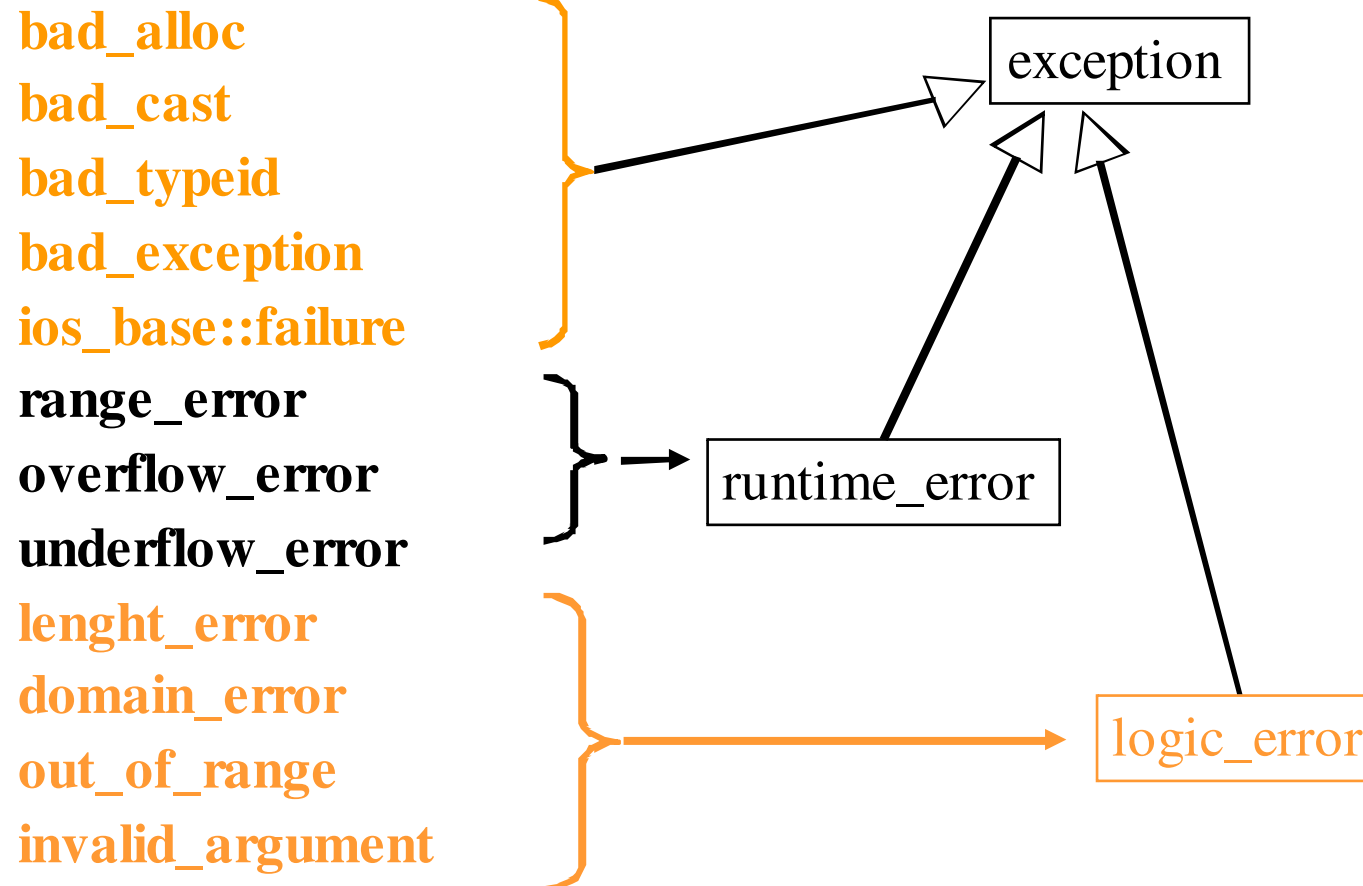 bad_alloc
exception
bad_cast
bad_typeid
bad_exception
ios_base::failure
range_error
overflow_error
runtime_error
underflow_error
lenght_error
domain_error
logic_error
out_of_range
invalid_argument